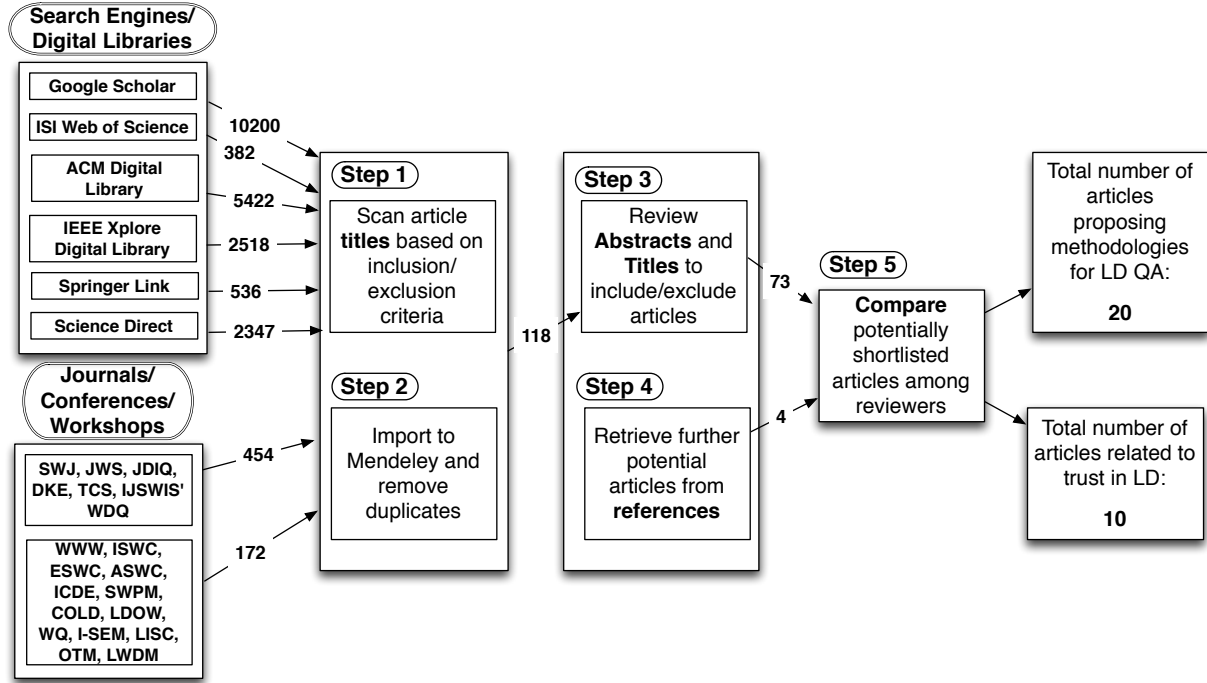 Search Engines/
Digital Libraries
Google Scholar
ISI Web of Science
ACM Digital
Library
IEEE Xplore
Digital Library
Springer Link
Science Direct
10200
382
5422
2518
536
2347
Journals/
Conferences/
Workshops
SWJ, JWS, JDIQ,
DKE, TCS, IJSWIS'
WDQ
WWW, ISWC,
ESWC, ASWC,
ICDE, SWPM,
COLD, LDOW,
WQ, I-SEM, LISC,
OTM, LWDM
454
172
Step 1
Scan article
titles based on
inclusion/
exclusion
criteria
Step 2
Import to
Mendeley and
remove
duplicates
118
Step 3
Review
Abstracts and
Titles to
include/exclude
articles
Step 4
Retrieve further
potential
articles from
references
73
4
Step 5
Compare
potentially
shortlisted
articles among
reviewers
Total number of
articles
proposing
methodologies
for LD QA:
20
Total number of
articles related to
trust in LD:
10